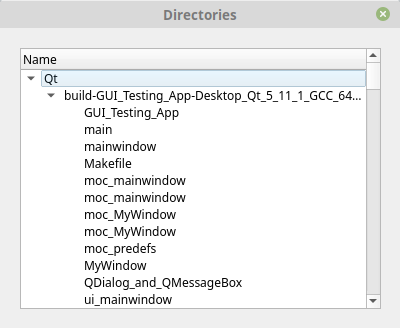 Directories
Name
Qt
build-GUI_Testing_App-Desktop_Qt_5_11_1_GCC_64...
GUI_Testing_App
main
mainwindow
Makefile
moc_mainwindow
moc_mainwindow
moc_MyWindow
moc_MyWindow
moc_predefs
MyWindow
QDialog_and_QMessageBox
ui_mainwindow